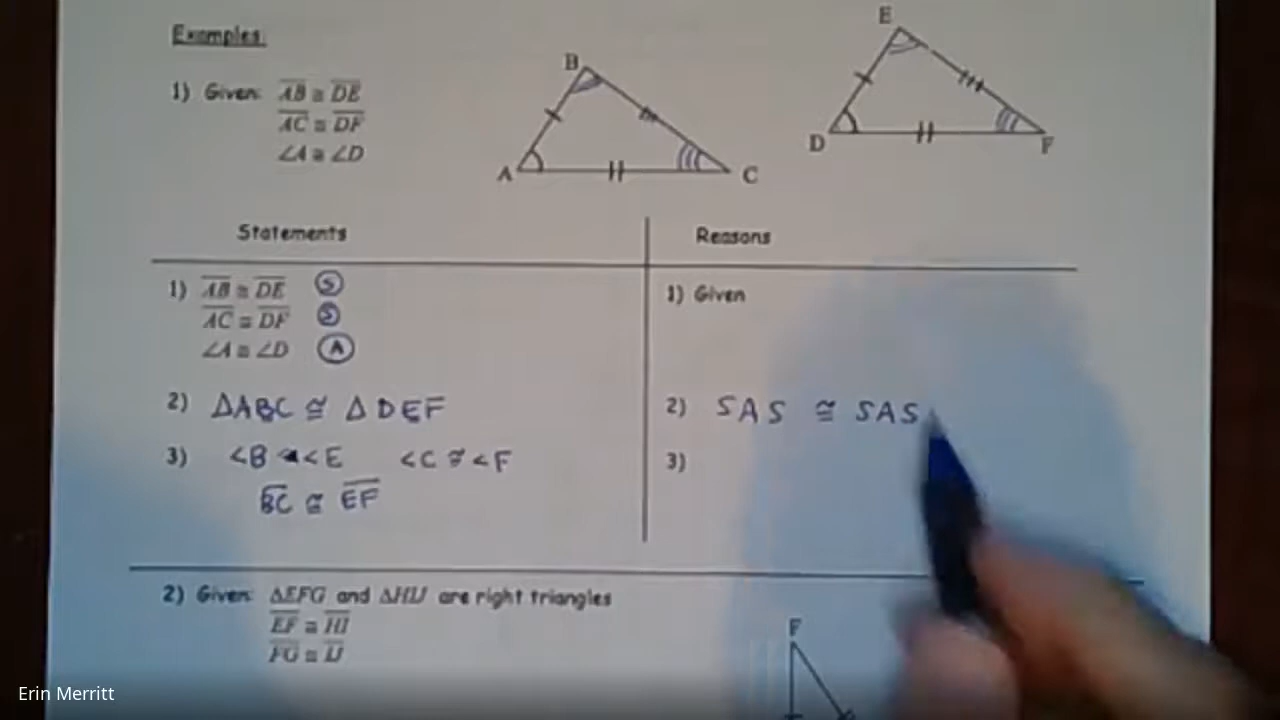 Examples:
E
B
1) Given: AB ≅ DE
AC ≅ DF
∠A ≅ ∠D
D
F
A
C
Statements
Reasons
1) AB ≅ DE S
AC ≅ DF S
∠A ≅ ∠D A
1) Given
2) ΔABC ≅ ΔDEF
2) SAS ≅ SAS
3) <B <E <C ≅ <F
3)
BC ≅ EF
2) Given: ΔEFG and ΔHIJ are right triangles
EF ≅ HI
FG ≅ IJ
F
Erin Merritt